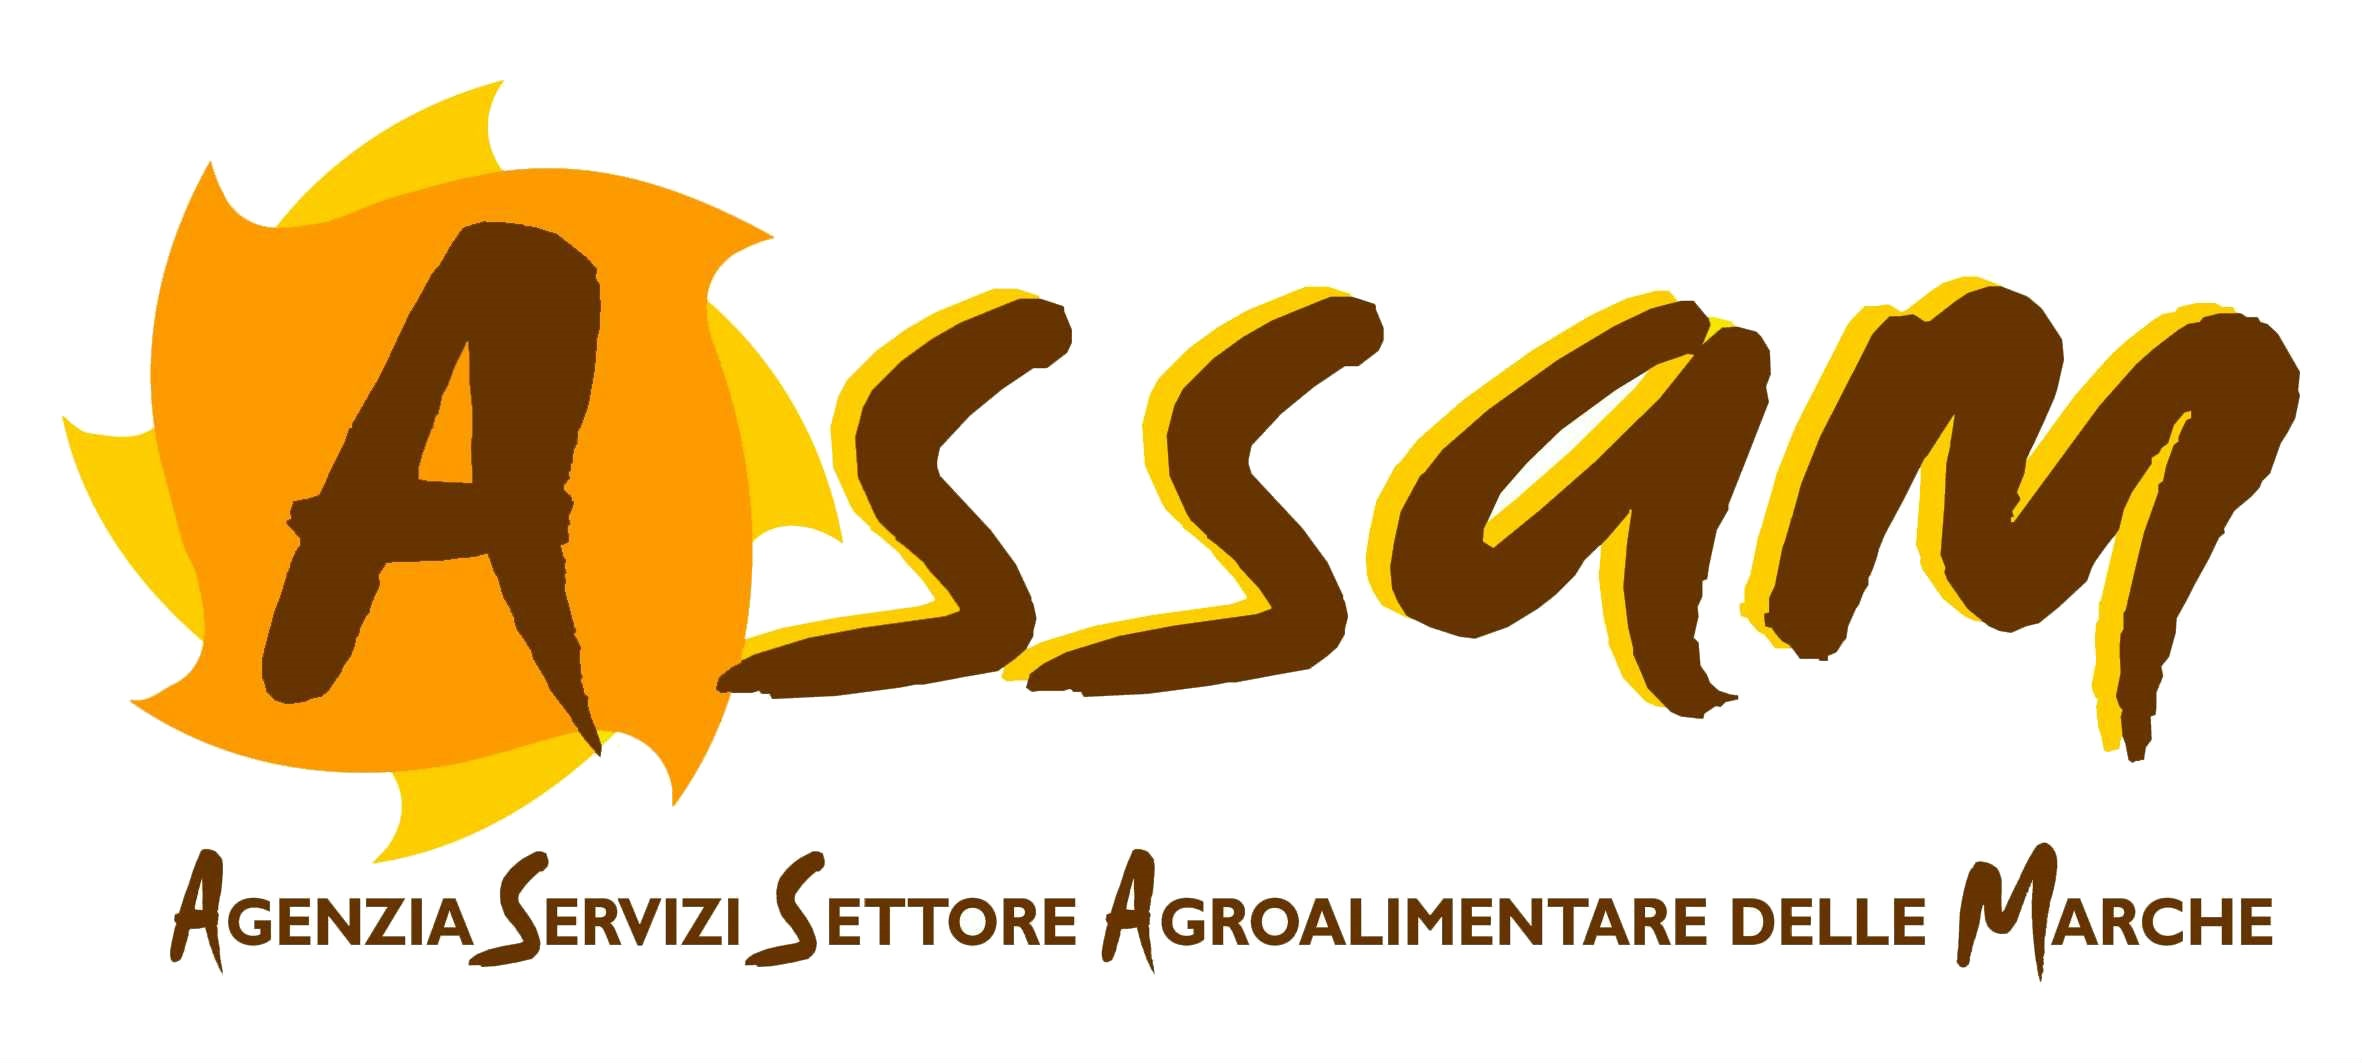 Assam
AGENZIA SERVIZI SETTORE AGROALIMENTARE DELLE MARCHE